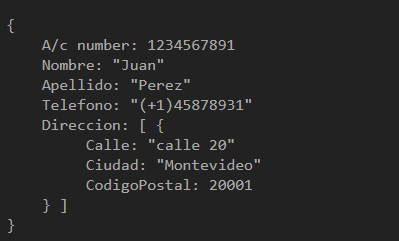 {
A/c number: 1234567891
Nombre: "Juan"
Apellido: "Perez"
Telefono: "(+1)45878931"
Direccion: [ {
Calle: "calle 20"
Ciudad: "Montevideo"
CodigoPostal: 20001
} ]
}